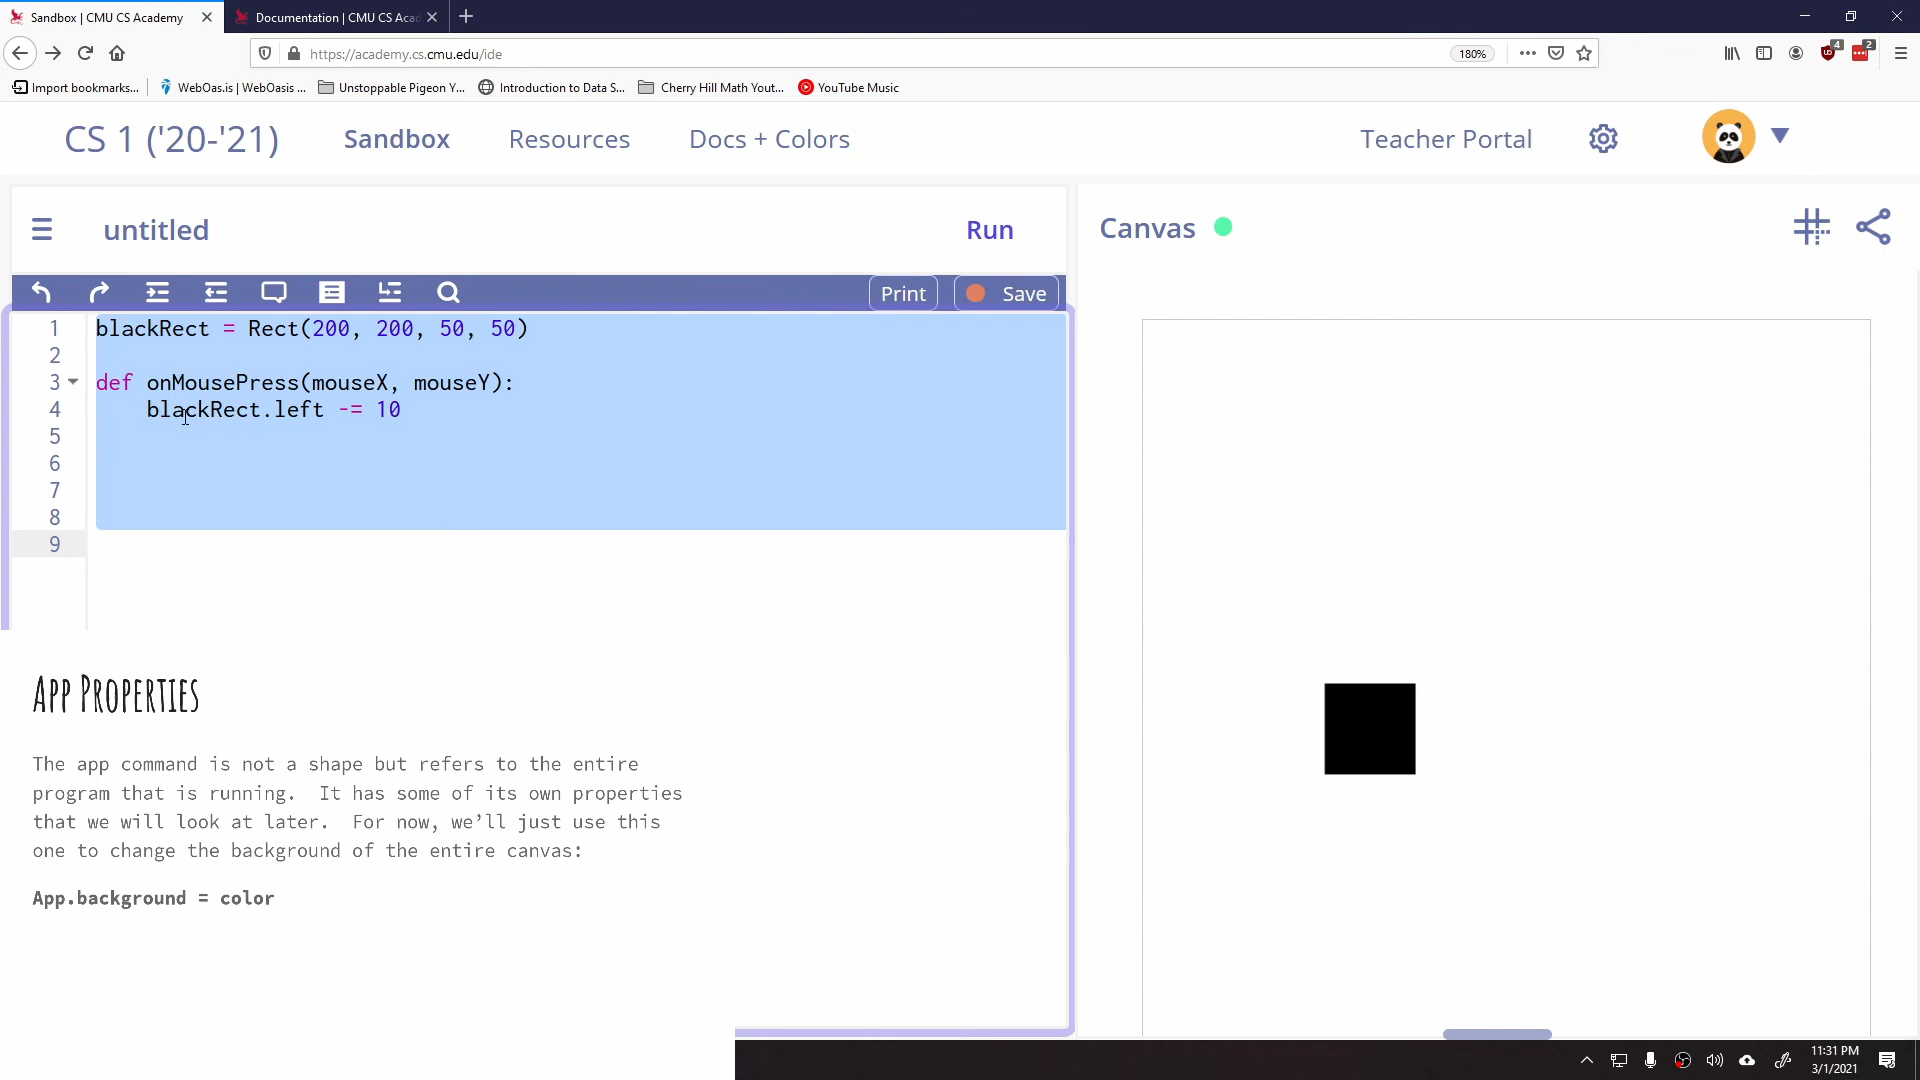 Sandbox | CMU CS Academy
Documentation | CMU CS Aca
https://academy.cs.cmu.edu/ide
180%
4
2
Import bookmarks...
WebOas.is | WebOasis ...
Unstoppable Pigeon Y...
Introduction to Data S...
Cherry Hill Math Yout...
YouTube Music
CS 1 ('20-'21)
Sandbox
Resources
Docs + Colors
Teacher Portal
untitled
Run
Canvas
Print
Save
1 blackRect = Rect(200, 200, 50, 50)
2
3 def onMousePress(mouseX, mouseY):
4 blackRect.left -= 10
5
6
7
8
9
App Properties
The app command is not a shape but refers to the entire
program that is running. It has some of its own properties
that we will look at later. For now, we’ll just use this
one to change the background of the entire canvas:
App.background = color
11:31 PM
3/1/2021